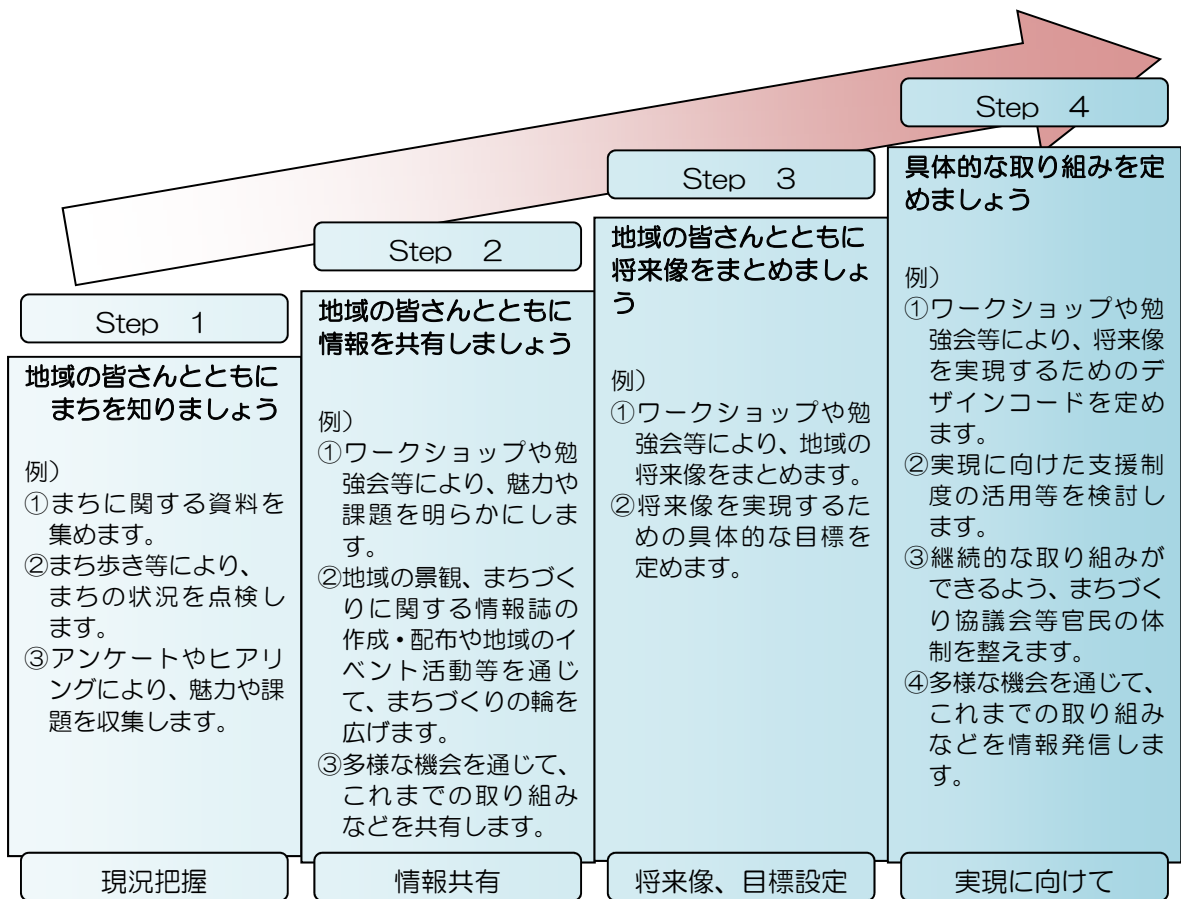 Step 1
地域の皆さんとともに
まちを知りましょう
例）
①まちに関する資料を
集めます。
②まち歩き等により、
まちの状況を点検し
ます。
③アンケートやヒアリ
ングにより、魅力や課
題を収集します。
現況把握
Step 2
地域の皆さんとともに
情報を共有しましょう
例）
①ワークショップや勉
強会等により、魅力や
課題を明らかにしま
す。
②地域の景観、まちづく
りに関する情報誌の
作成・配布や地域のイ
ベント活動等を通じ
て、まちづくりの輪を
広げます。
③多様な機会を通じて、
これまでの取り組み
などを共有します。
情報共有
Step 3
地域の皆さんとともに
将来像をまとめましょ
う
例）
①ワークショップや勉
強会等により、地域の
将来像をまとめます。
②将来像を実現するた
めの具体的な目標を
定めます。
将来像、目標設定
Step 4
具体的な取り組みを定
めましょう
例）
①ワークショップや勉
強会等により、将来像
を実現するためのデ
ザインコードを定め
ます。
②実現に向けた支援制
度の活用等を検討し
ます。
③継続的な取り組みが
できるよう、まちづく
り協議会等官民の体
制を整えます。
④多様な機会を通じて、
これまでの取り組み
などを情報発信しま
す。
実現に向けて